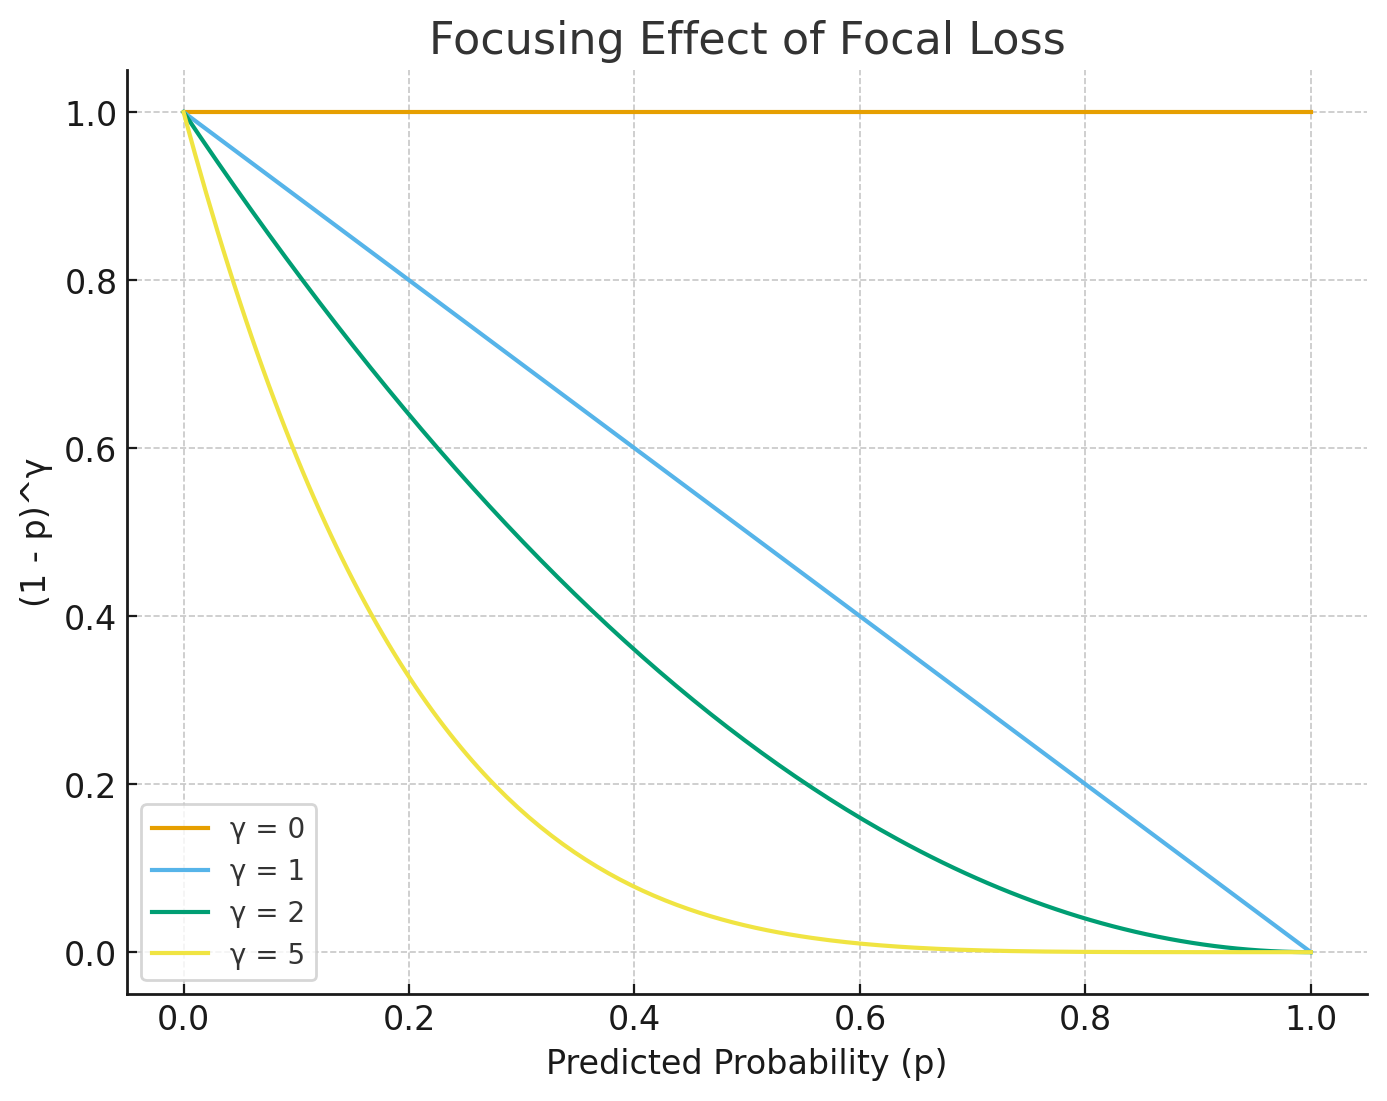 Focusing Effect of Focal Loss
(1 - p)^γ
1.0
0.8
0.6
0.4
0.2
0.0
γ = 0
γ = 1
γ = 2
γ = 5
0.0 0.2 0.4 0.6 0.8 1.0
Predicted Probability (p)